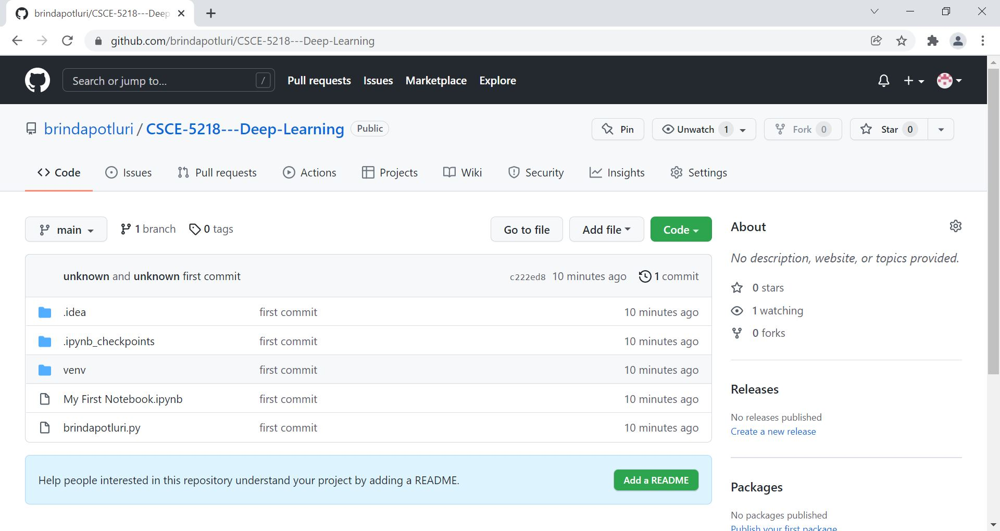 brindapotluri/CSCE-5218---Deep
github.com/brindapotluri/CSCE-5218---Deep-Learning
Search or jump to... / Pull requests Issues Marketplace Explore
brindapotluri / CSCE-5218---Deep-Learning Public Pin Unwatch 1 Fork 0 Star 0
Code Issues Pull requests Actions Projects Wiki Security Insights Settings
main 1 branch 0 tags Go to file Add file Code
unknown and unknown first commit c222ed8 10 minutes ago 1 commit
.idea first commit 10 minutes ago
.ipynb_checkpoints first commit 10 minutes ago
venv first commit 10 minutes ago
My First Notebook.ipynb first commit 10 minutes ago
brindapotluri.py first commit 10 minutes ago
Help people interested in this repository understand your project by adding a README. Add a README
About
No description, website, or topics provided.
0 stars
1 watching
0 forks
Releases
No releases published
Create a new release
Packages
No packages published
Publish your first package